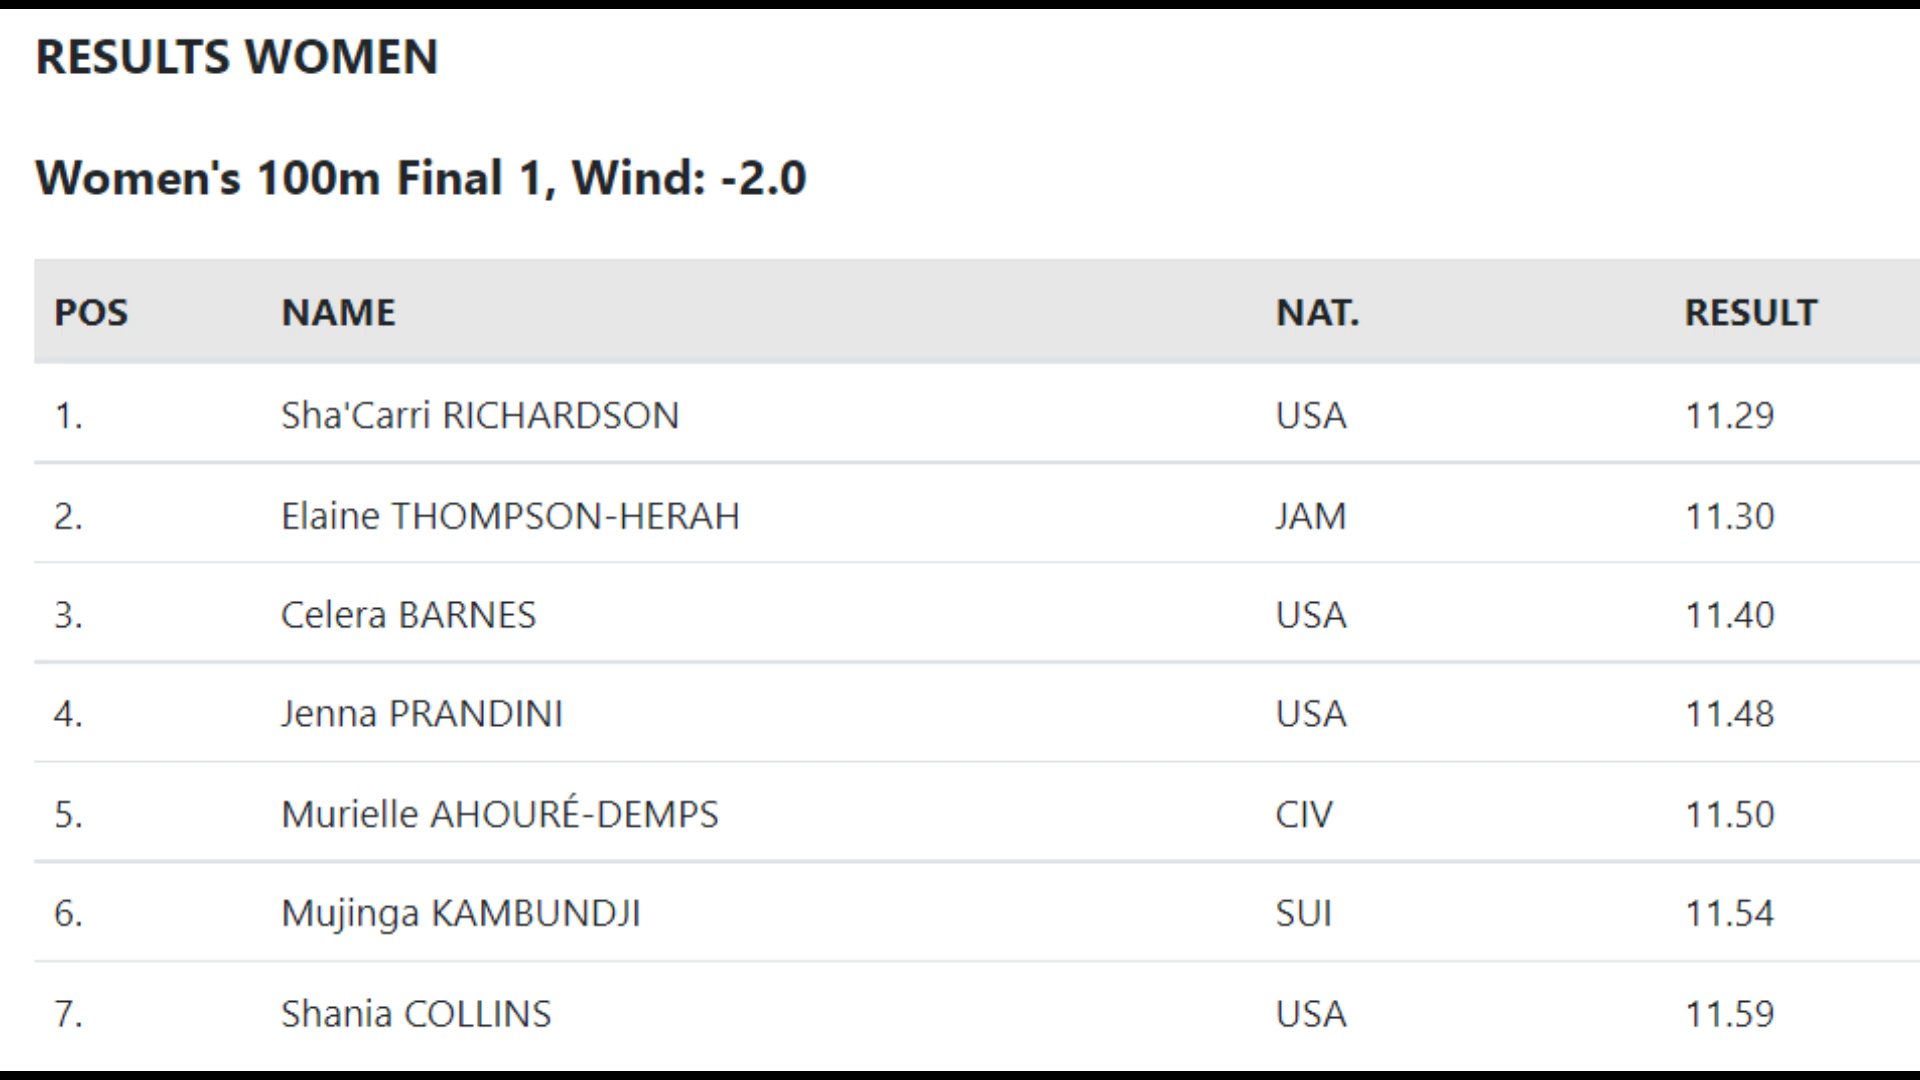 RESULTS WOMEN
Women's 100m Final 1, Wind: -2.0
POS NAME NAT. RESULT
1. Sha'Carri RICHARDSON USA 11.29
2. Elaine THOMPSON-HERAH JAM 11.30
3. Celera BARNES USA 11.40
4. Jenna PRANDINI USA 11.48
5. Murielle AHOURÉ-DEMPS CIV 11.50
6. Mujinga KAMBUNDJI SUI 11.54
7. Shania COLLINS USA 11.59